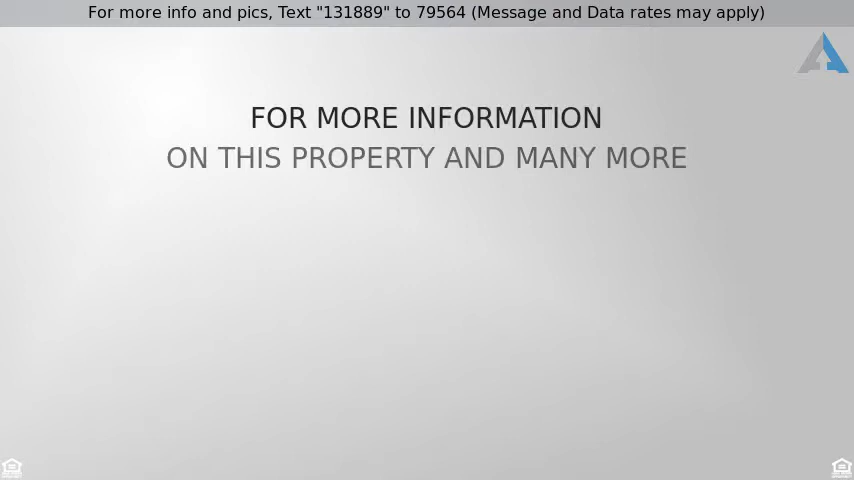 For more info and pics, Text "131889" to 79564 (Message and Data rates may apply)
FOR MORE INFORMATION
ON THIS PROPERTY AND MANY MORE